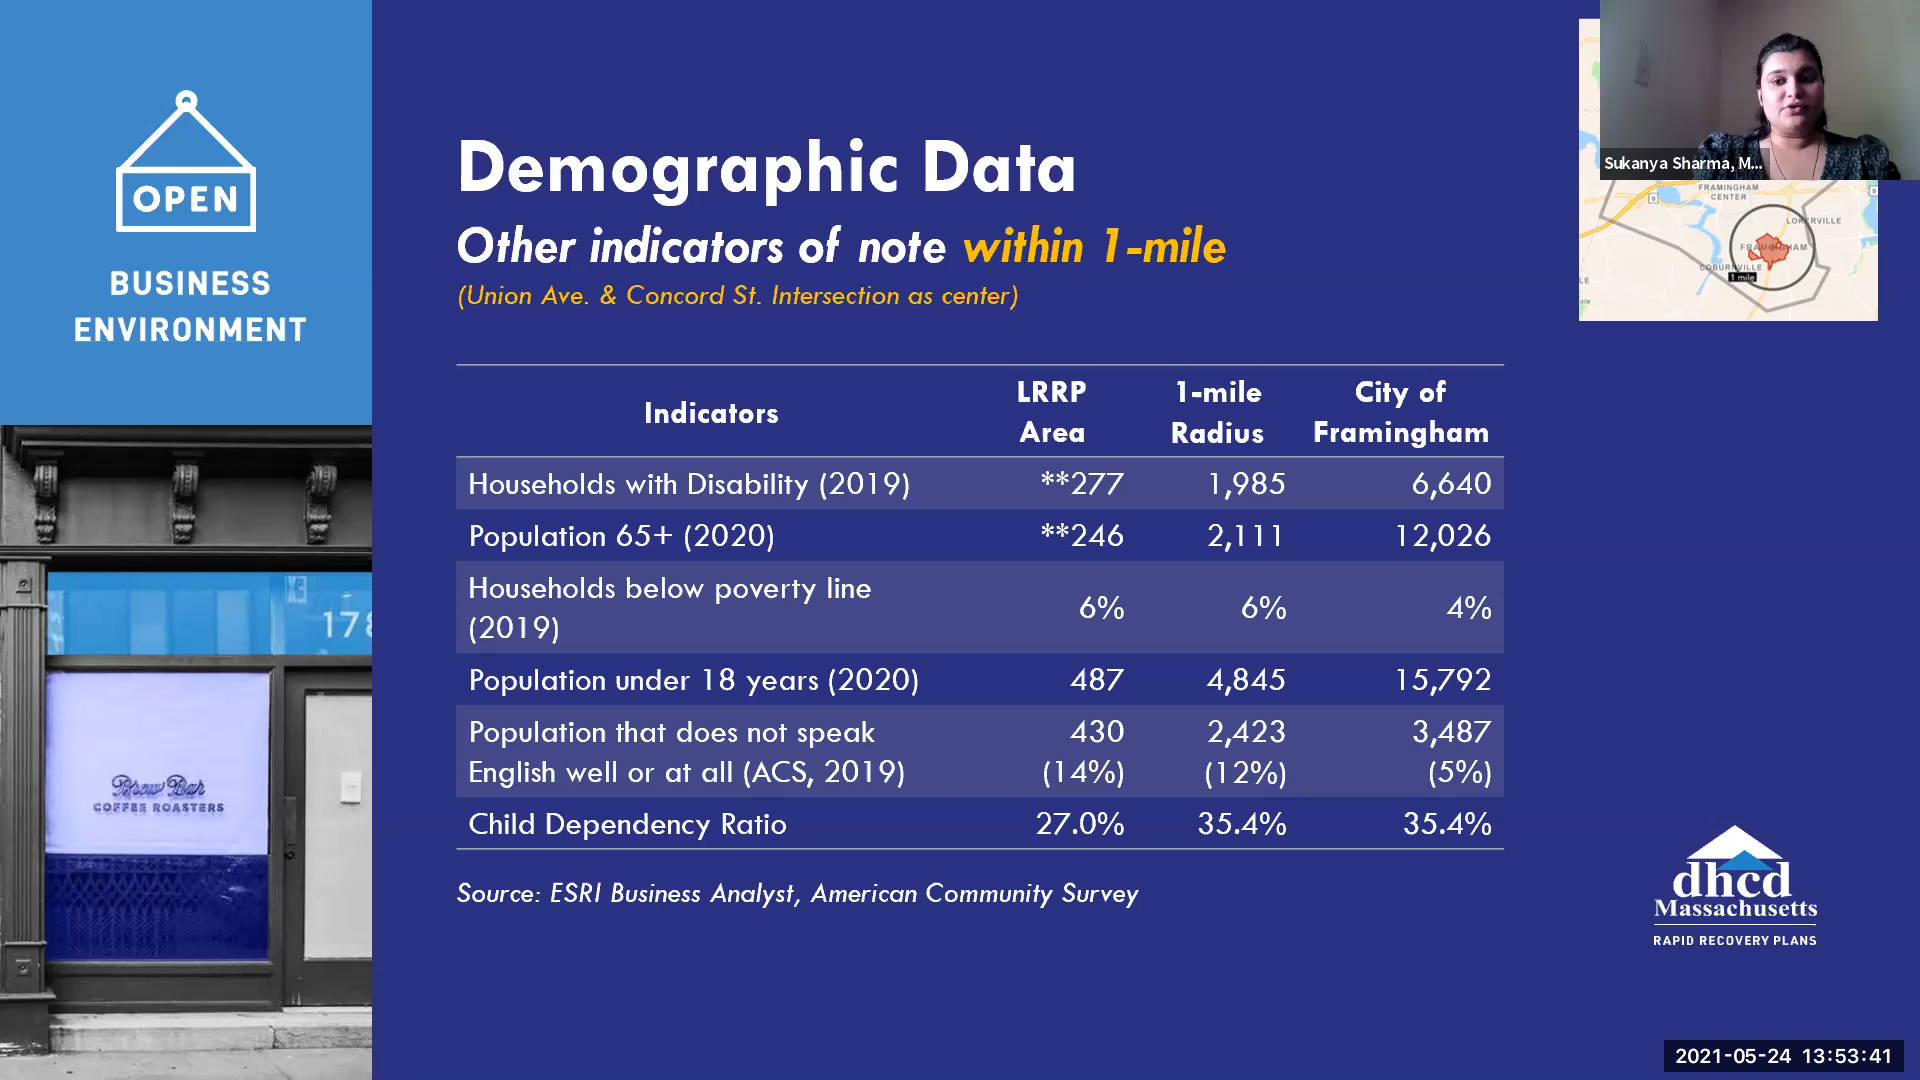 OPEN
BUSINESS
ENVIRONMENT
178
Brew Bar
COFFEE ROASTERS
Demographic Data
Other indicators of note within 1-mile
(Union Ave. & Concord St. Intersection as center)
Indicators
LRRP
Area
1-mile
Radius
City of
Framingham
Households with Disability (2019) **277 1,985 6,640
Population 65+ (2020) **246 2,111 12,026
Households below poverty line
(2019)
6% 6% 4%
Population under 18 years (2020) 487 4,845 15,792
Population that does not speak 430 2,423 3,487
English well or at all (ACS, 2019) (14%) (12%) (5%)
Child Dependency Ratio 27.0% 35.4% 35.4%
Source: ESRI Business Analyst, American Community Survey
Sukanya Sharma, M...
FRAMINGHAM
CENTER
9
9
LOKERVILLE
FRAMINGHAM
COBURNVILLE
1 mile
LE
dhcd
Massachusetts
RAPID RECOVERY PLANS
2021-05-24 13:53:41